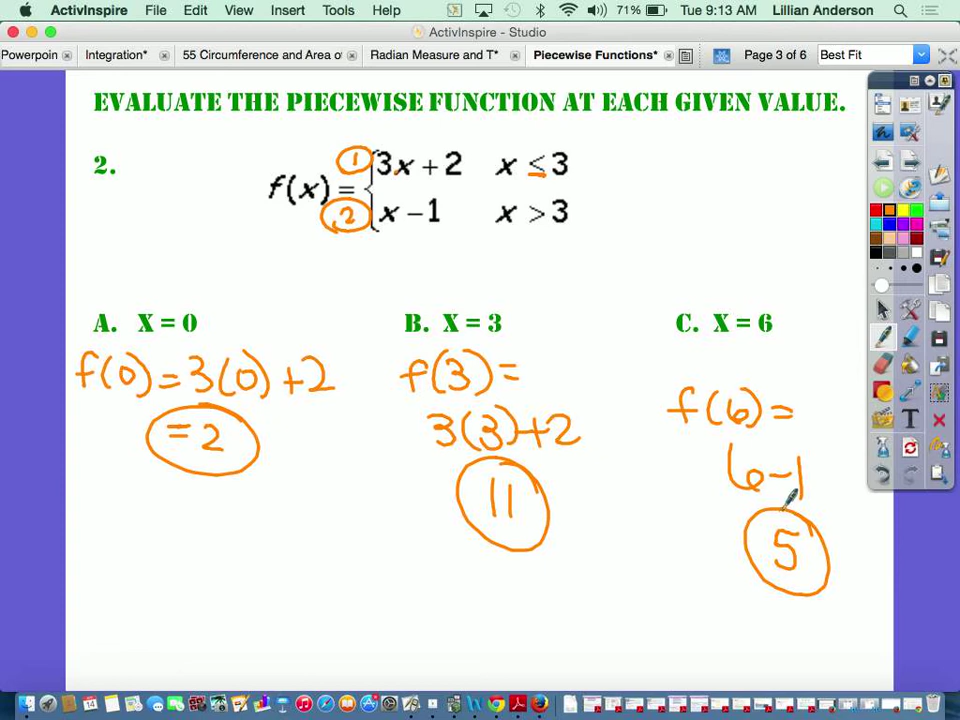 ActivInspire File Edit View Insert Tools Help 71% Tue 9:13 AM Lillian Anderson
ActivInspire - Studio
Powerpoin Integration* 55 Circumference and Area of Radian Measure and T* Piecewise Functions* Page 3 of 6 Best Fit
EVALUATE THE PIECEWISE FUNCTION AT EACH GIVEN VALUE.
2.
1 3x + 2 x ≤ 3
f(x) =
2 x − 1 x > 3
A. X = 0 B. X = 3 C. X = 6
f(0) = 3(0) + 2
= 2
f(3) =
3(3) + 2
11
f(6) =
6 - 1
5